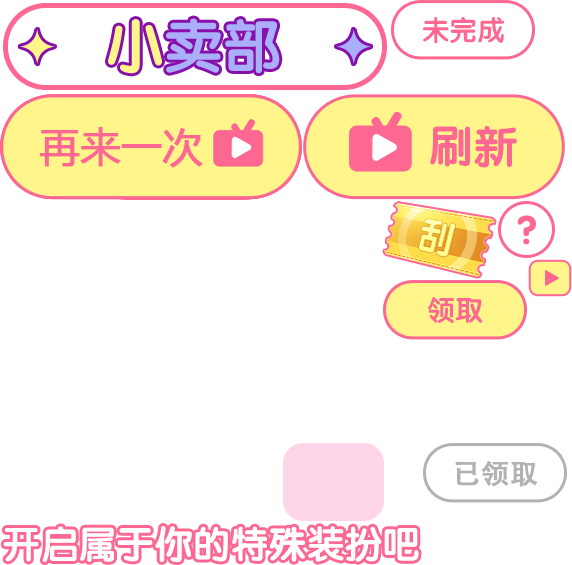 小卖部
未完成
再来一次
刷新
刮
?
领取
已领取
开启属于你的特殊装扮吧